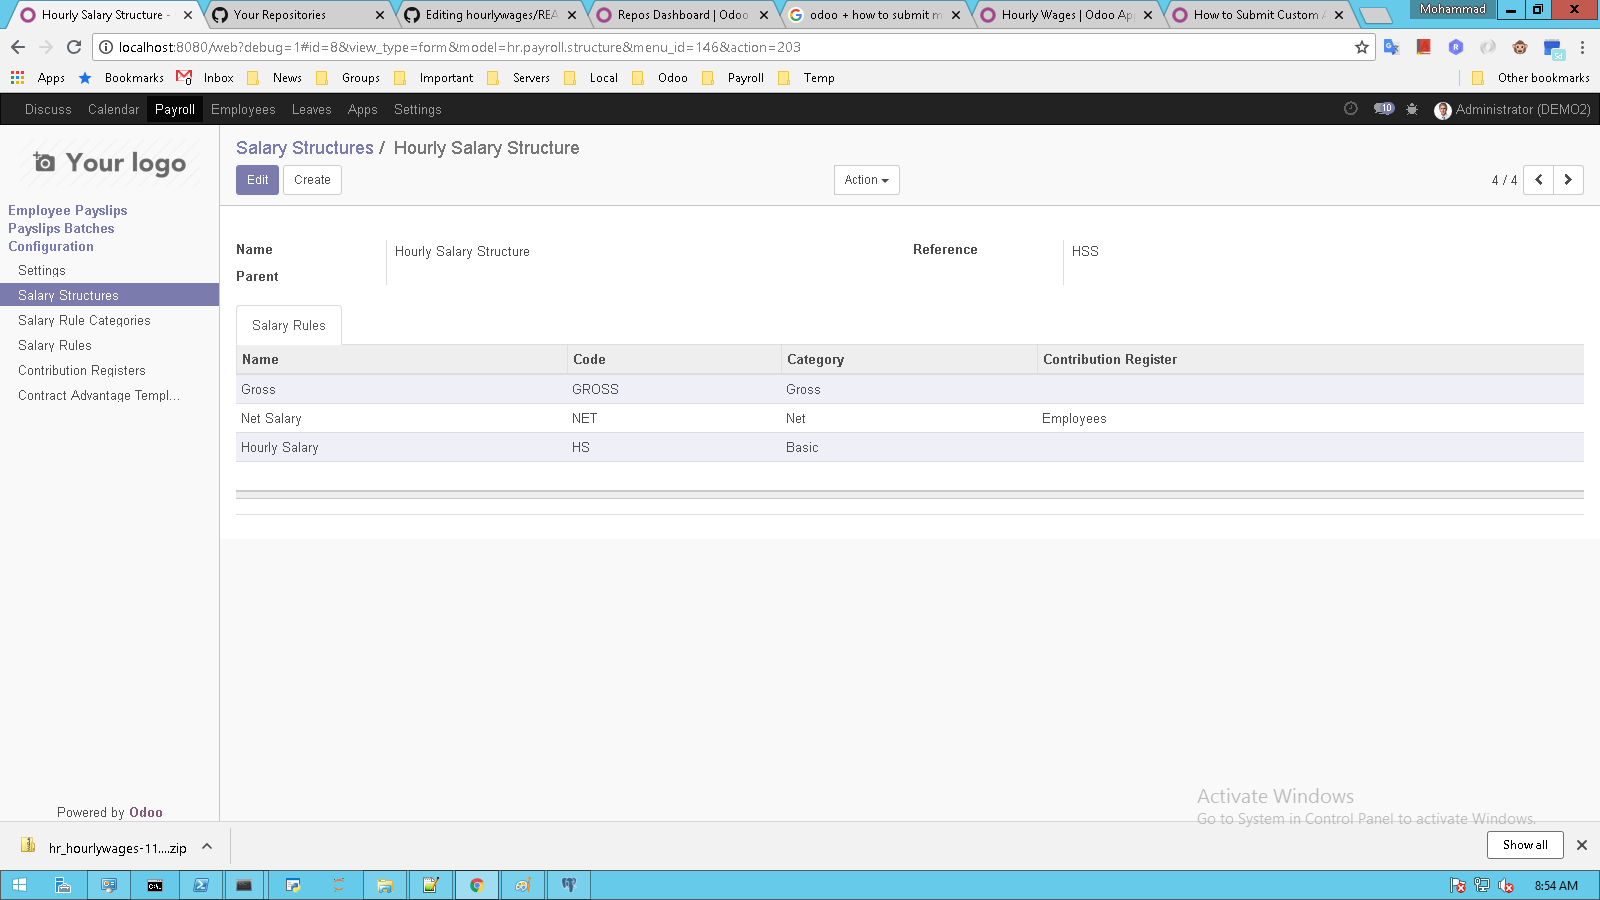 Hourly Salary Structure -
Your Repositories
Editing hourlywages/REA
Repos Dashboard | Odoo
odoo + how to submit m
Hourly Wages | Odoo Ap
How to Submit Custom
Mohammad
localhost:8080/web?debug=1#id=8&view_type=form&model=hr.payroll.structure&menu_id=146&action=203
Apps Bookmarks Inbox News Groups Important Servers Local Odoo Payroll Temp Other bookmarks
Discuss Calendar Payroll Employees Leaves Apps Settings 10 Administrator (DEMO2)
Your logo
Salary Structures / Hourly Salary Structure
Edit Create Action 4 / 4
Employee Payslips
Payslips Batches
Configuration
Settings
Salary Structures
Salary Rule Categories
Salary Rules
Contribution Registers
Contract Advantage Templ...
Name Hourly Salary Structure Reference HSS
Parent
Salary Rules
Name Code Category Contribution Register
Gross GROSS Gross
Net Salary NET Net Employees
Hourly Salary HS Basic
Activate Windows
Go to System in Control Panel to activate Windows.
Powered by Odoo
hr_hourlywages-11....zip
Show all
8:54 AM